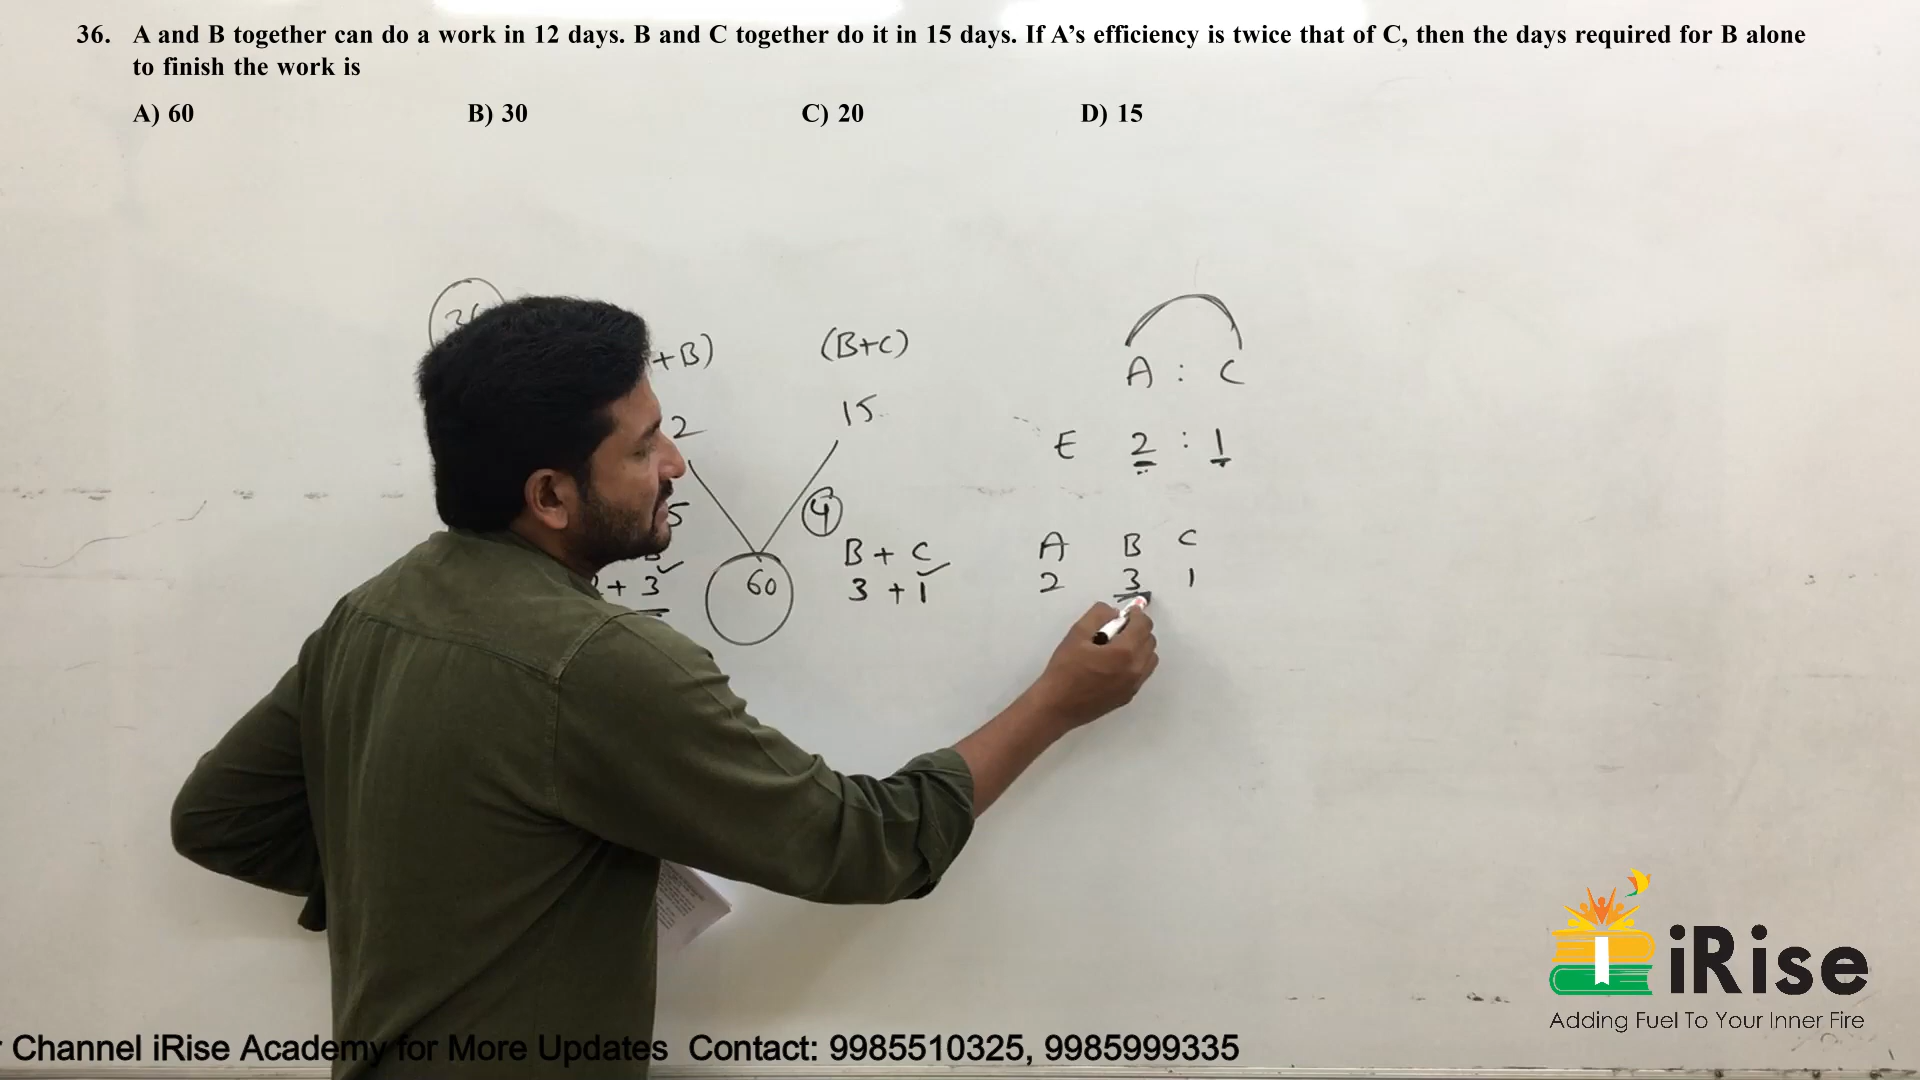 36. A and B together can do a work in 12 days. B and C together do it in 15 days. If A's efficiency is twice that of C, then the days required for B alone
to finish the work is
A) 60 B) 30 C) 20 D) 15
+B) (B+C) A : C
2 15
E 2 : 1
5 4
B + C A B C
+ 3 60 3 + 1 2 3 1
iRise
Adding Fuel To Your Inner Fire
Channel iRise Academy for More Updates Contact: 9985510325, 9985999335